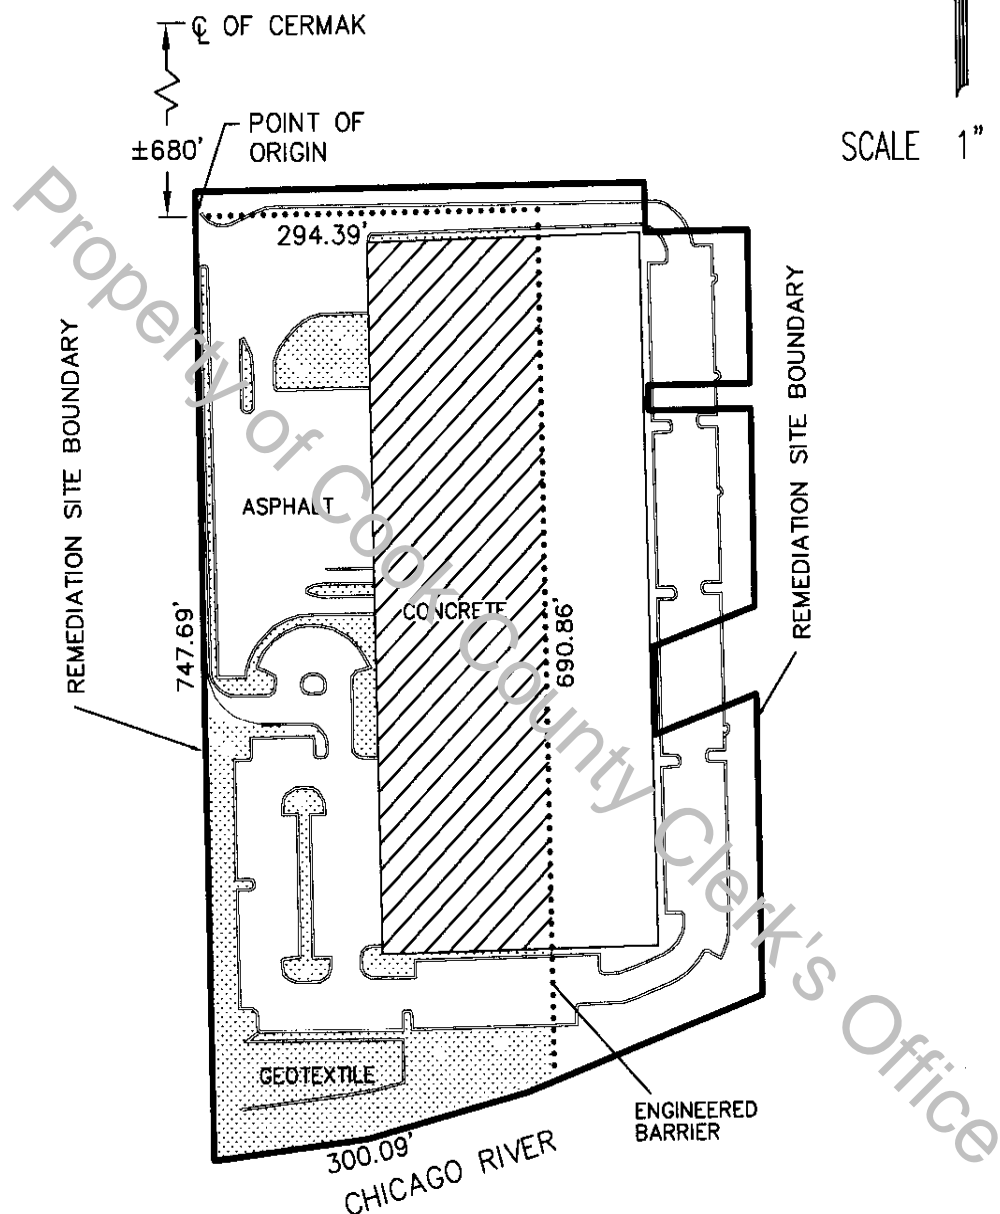 ℄ OF CERMAK
POINT OF
ORIGIN
±680'
SCALE 1"
294.39'
REMEDIATION SITE BOUNDARY
REMEDIATION SITE BOUNDARY
ASPHALT
CONCRETE
747.69'
690.86'
GEOTEXTILE
ENGINEERED
BARRIER
300.09'
CHICAGO RIVER
Property of Cook County Clerk's Office